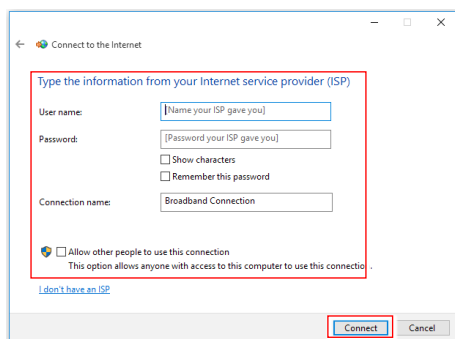 Connect to the Internet
Type the information from your Internet service provider (ISP)
User name:
[Name your ISP gave you]
Password:
[Password your ISP gave you]
Show characters
Remember this password
Connection name:
Broadband Connection
Allow other people to use this connection
This option allows anyone with access to this computer to use this connectio .
I don't have an ISP
Connect Cancel